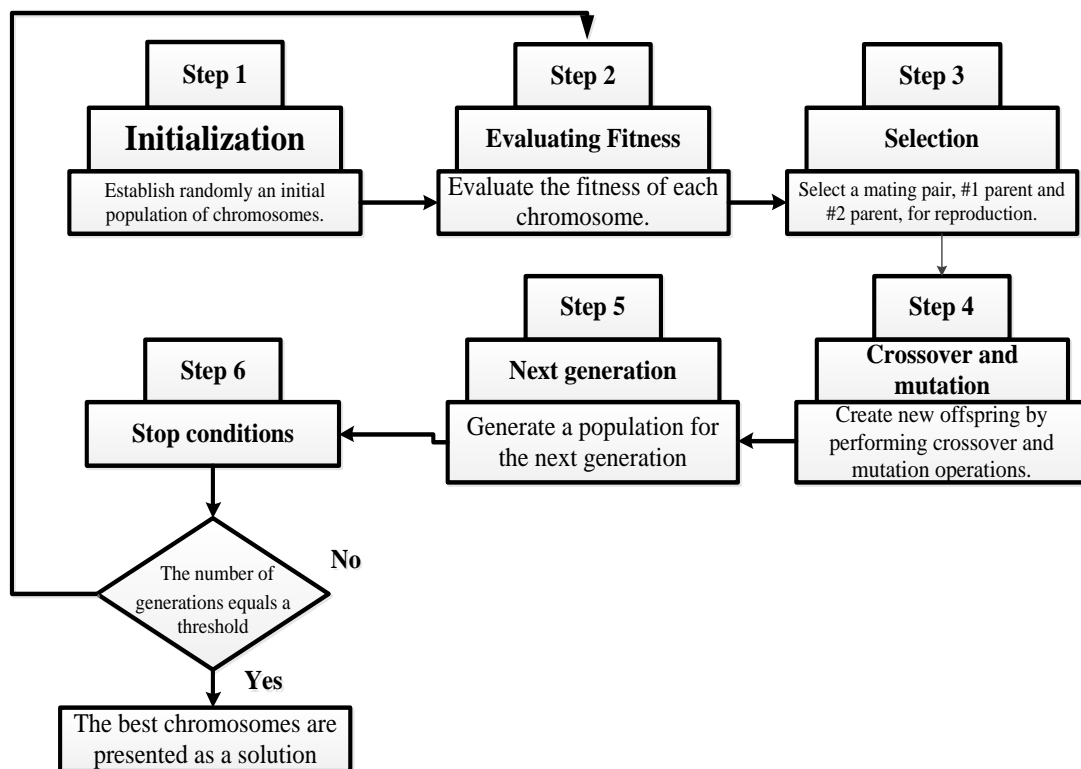 Step 1
Initialization
Establish randomly an initial
population of chromosomes.
Step 2
Evaluating Fitness
Evaluate the fitness of each
chromosome.
Step 3
Selection
Select a mating pair, #1 parent and
#2 parent, for reproduction.
Step 4
Crossover and
mutation
Create new offspring by
performing crossover and
mutation operations.
Step 5
Next generation
Generate a population for
the next generation
Step 6
Stop conditions
The number of
generations equals a
threshold
No
Yes
The best chromosomes are
presented as a solution